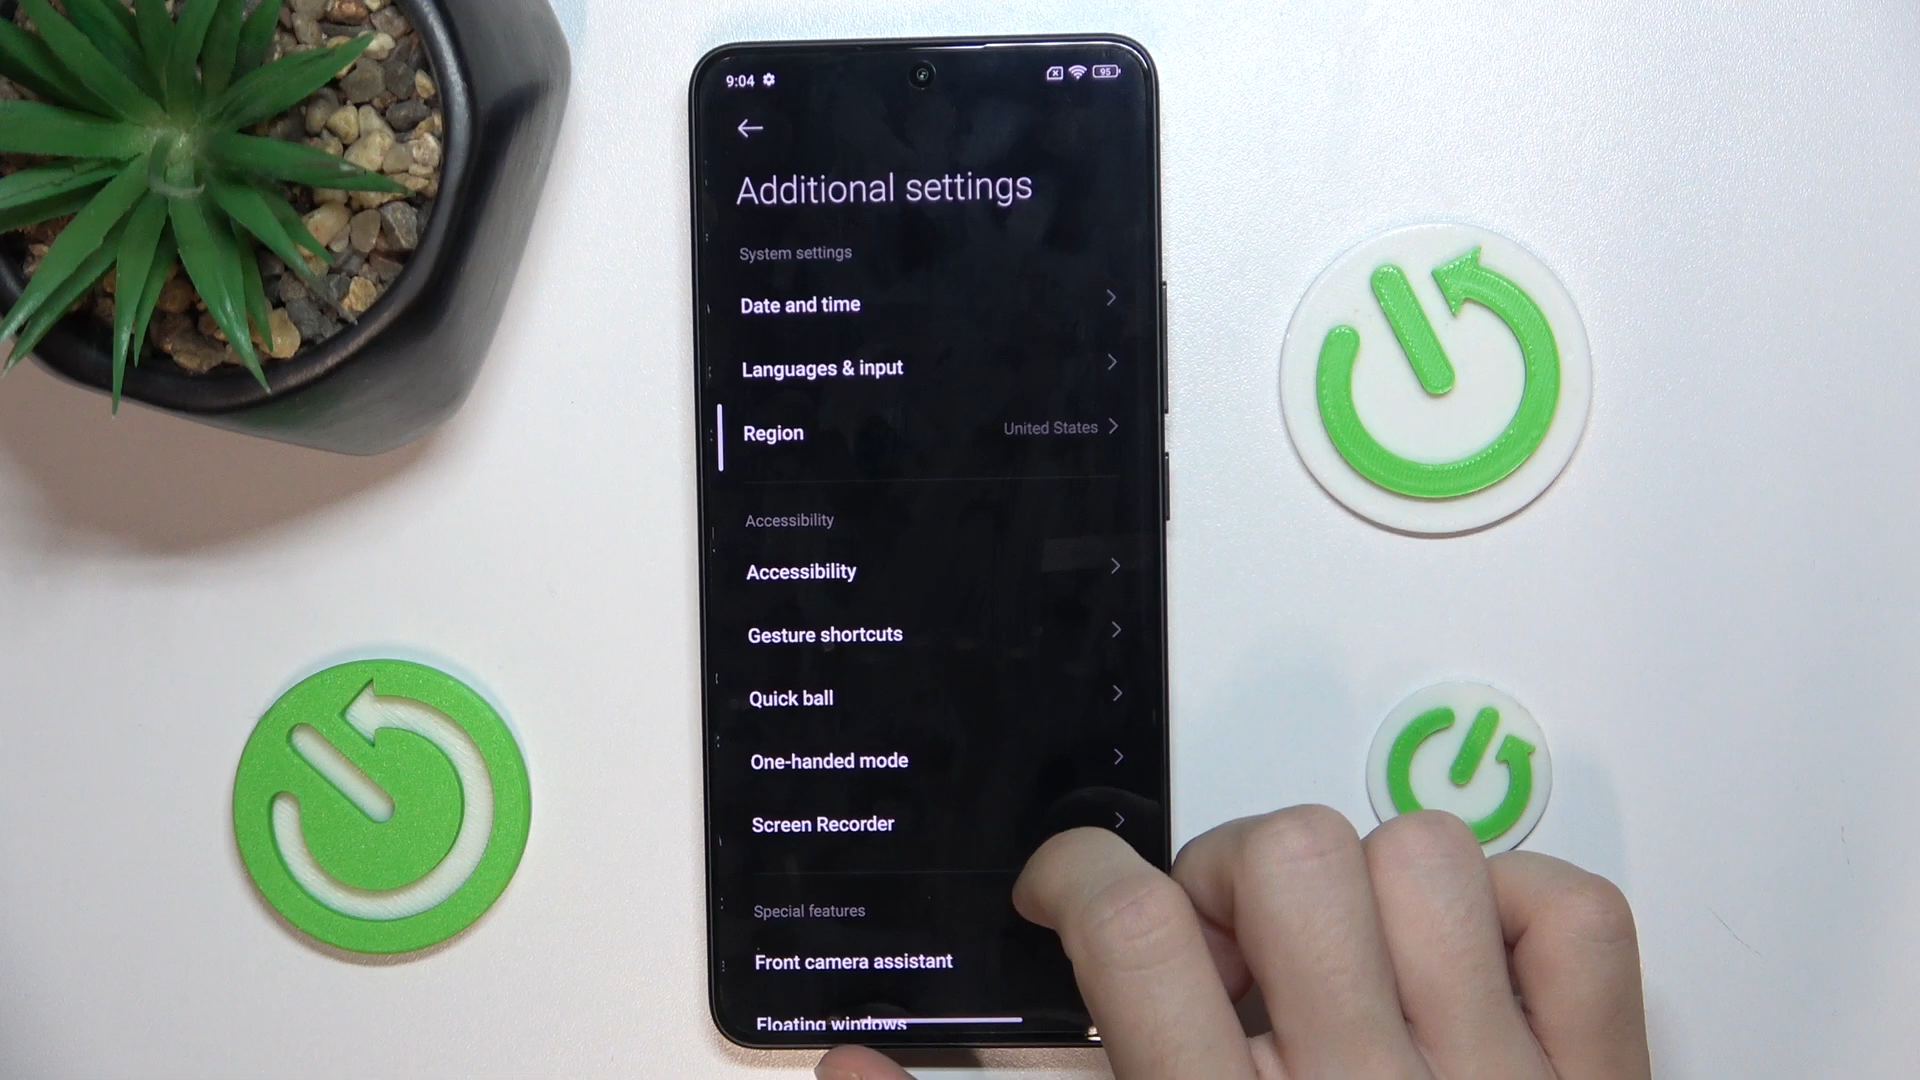 9:04
95
Additional settings
System settings
Date and time
Languages & input
Region United States
Accessibility
Accessibility
Gesture shortcuts
Quick ball
One-handed mode
Screen Recorder
Special features
Front camera assistant
Floating windows